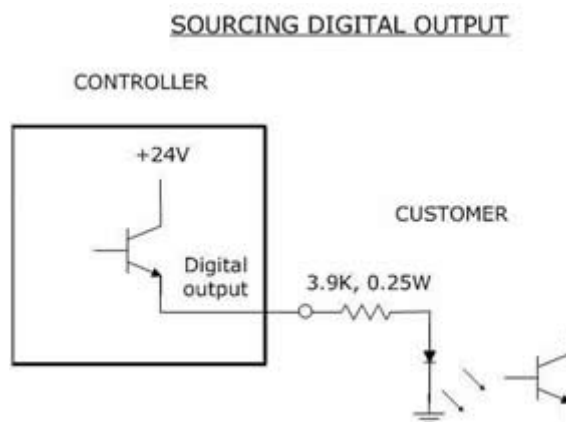 SOURCING DIGITAL OUTPUT
CONTROLLER
+24V
CUSTOMER
Digital
output
3.9K, 0.25W